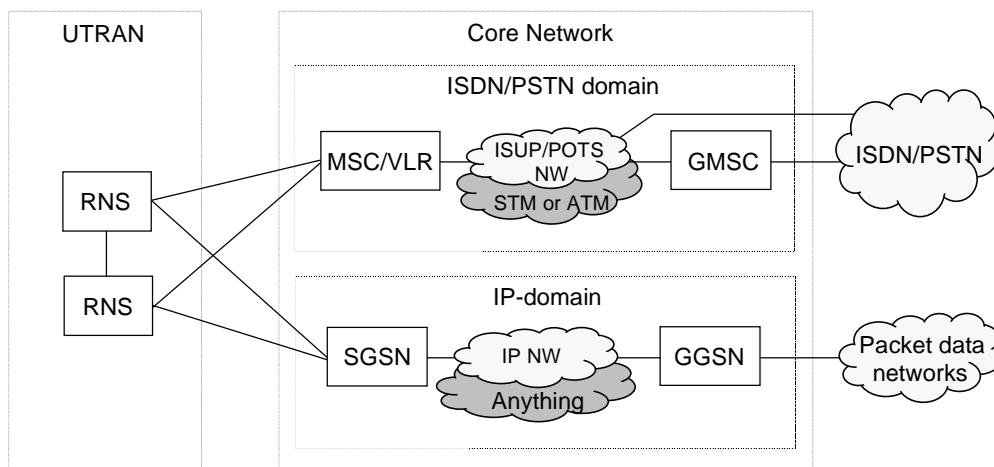 UTRAN
Core Network
ISDN/PSTN domain
MSC/VLR
ISUP/POTS
NW
STM or ATM
GMSC
ISDN/PSTN
RNS
RNS
IP-domain
SGSN
IP NW
Anything
GGSN
Packet data
networks